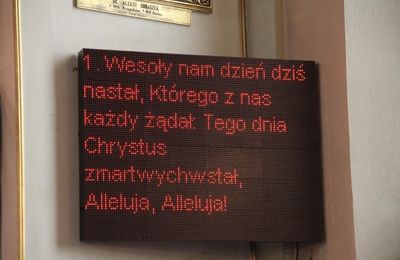 1. Wesoły nam dzień dziś
nastał, Którego z nas
każdy żądał: Tego dnia
Chrystus
zmartwychwstał,
Alleluja, Alleluja!